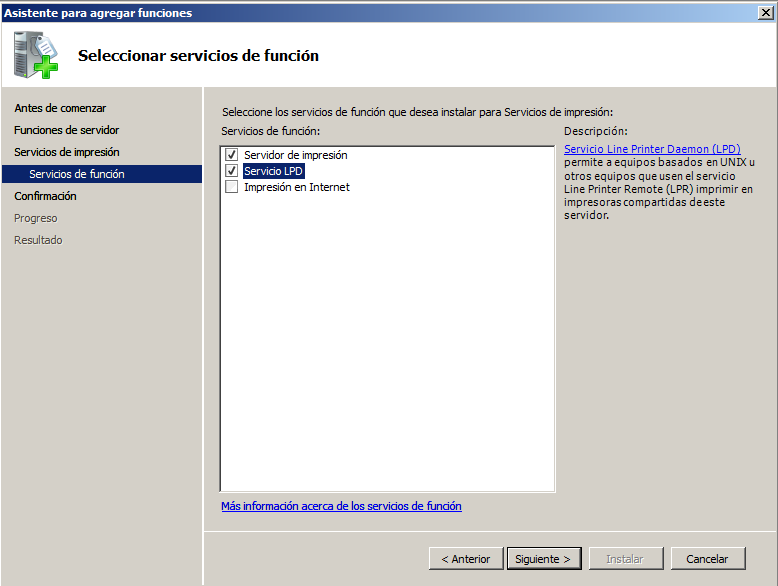 Asistente para agregar funciones
Seleccionar servicios de función
Antes de comenzar
Funciones de servidor
Servicios de impresión
Servicios de función
Confirmación
Progreso
Resultado
Seleccione los servicios de función que desea instalar para Servicios de impresión:
Servicios de función:
Servidor de impresión
Servicio LPD
Impresión en Internet
Más información acerca de los servicios de función
Descripción:
Servicio Line Printer Daemon (LPD)
permite a equipos basados en UNIX u
otros equipos que usen el servicio
Line Printer Remote (LPR) imprimir en
impresoras compartidas de este
servidor.
< Anterior
Siguiente >
Instalar
Cancelar